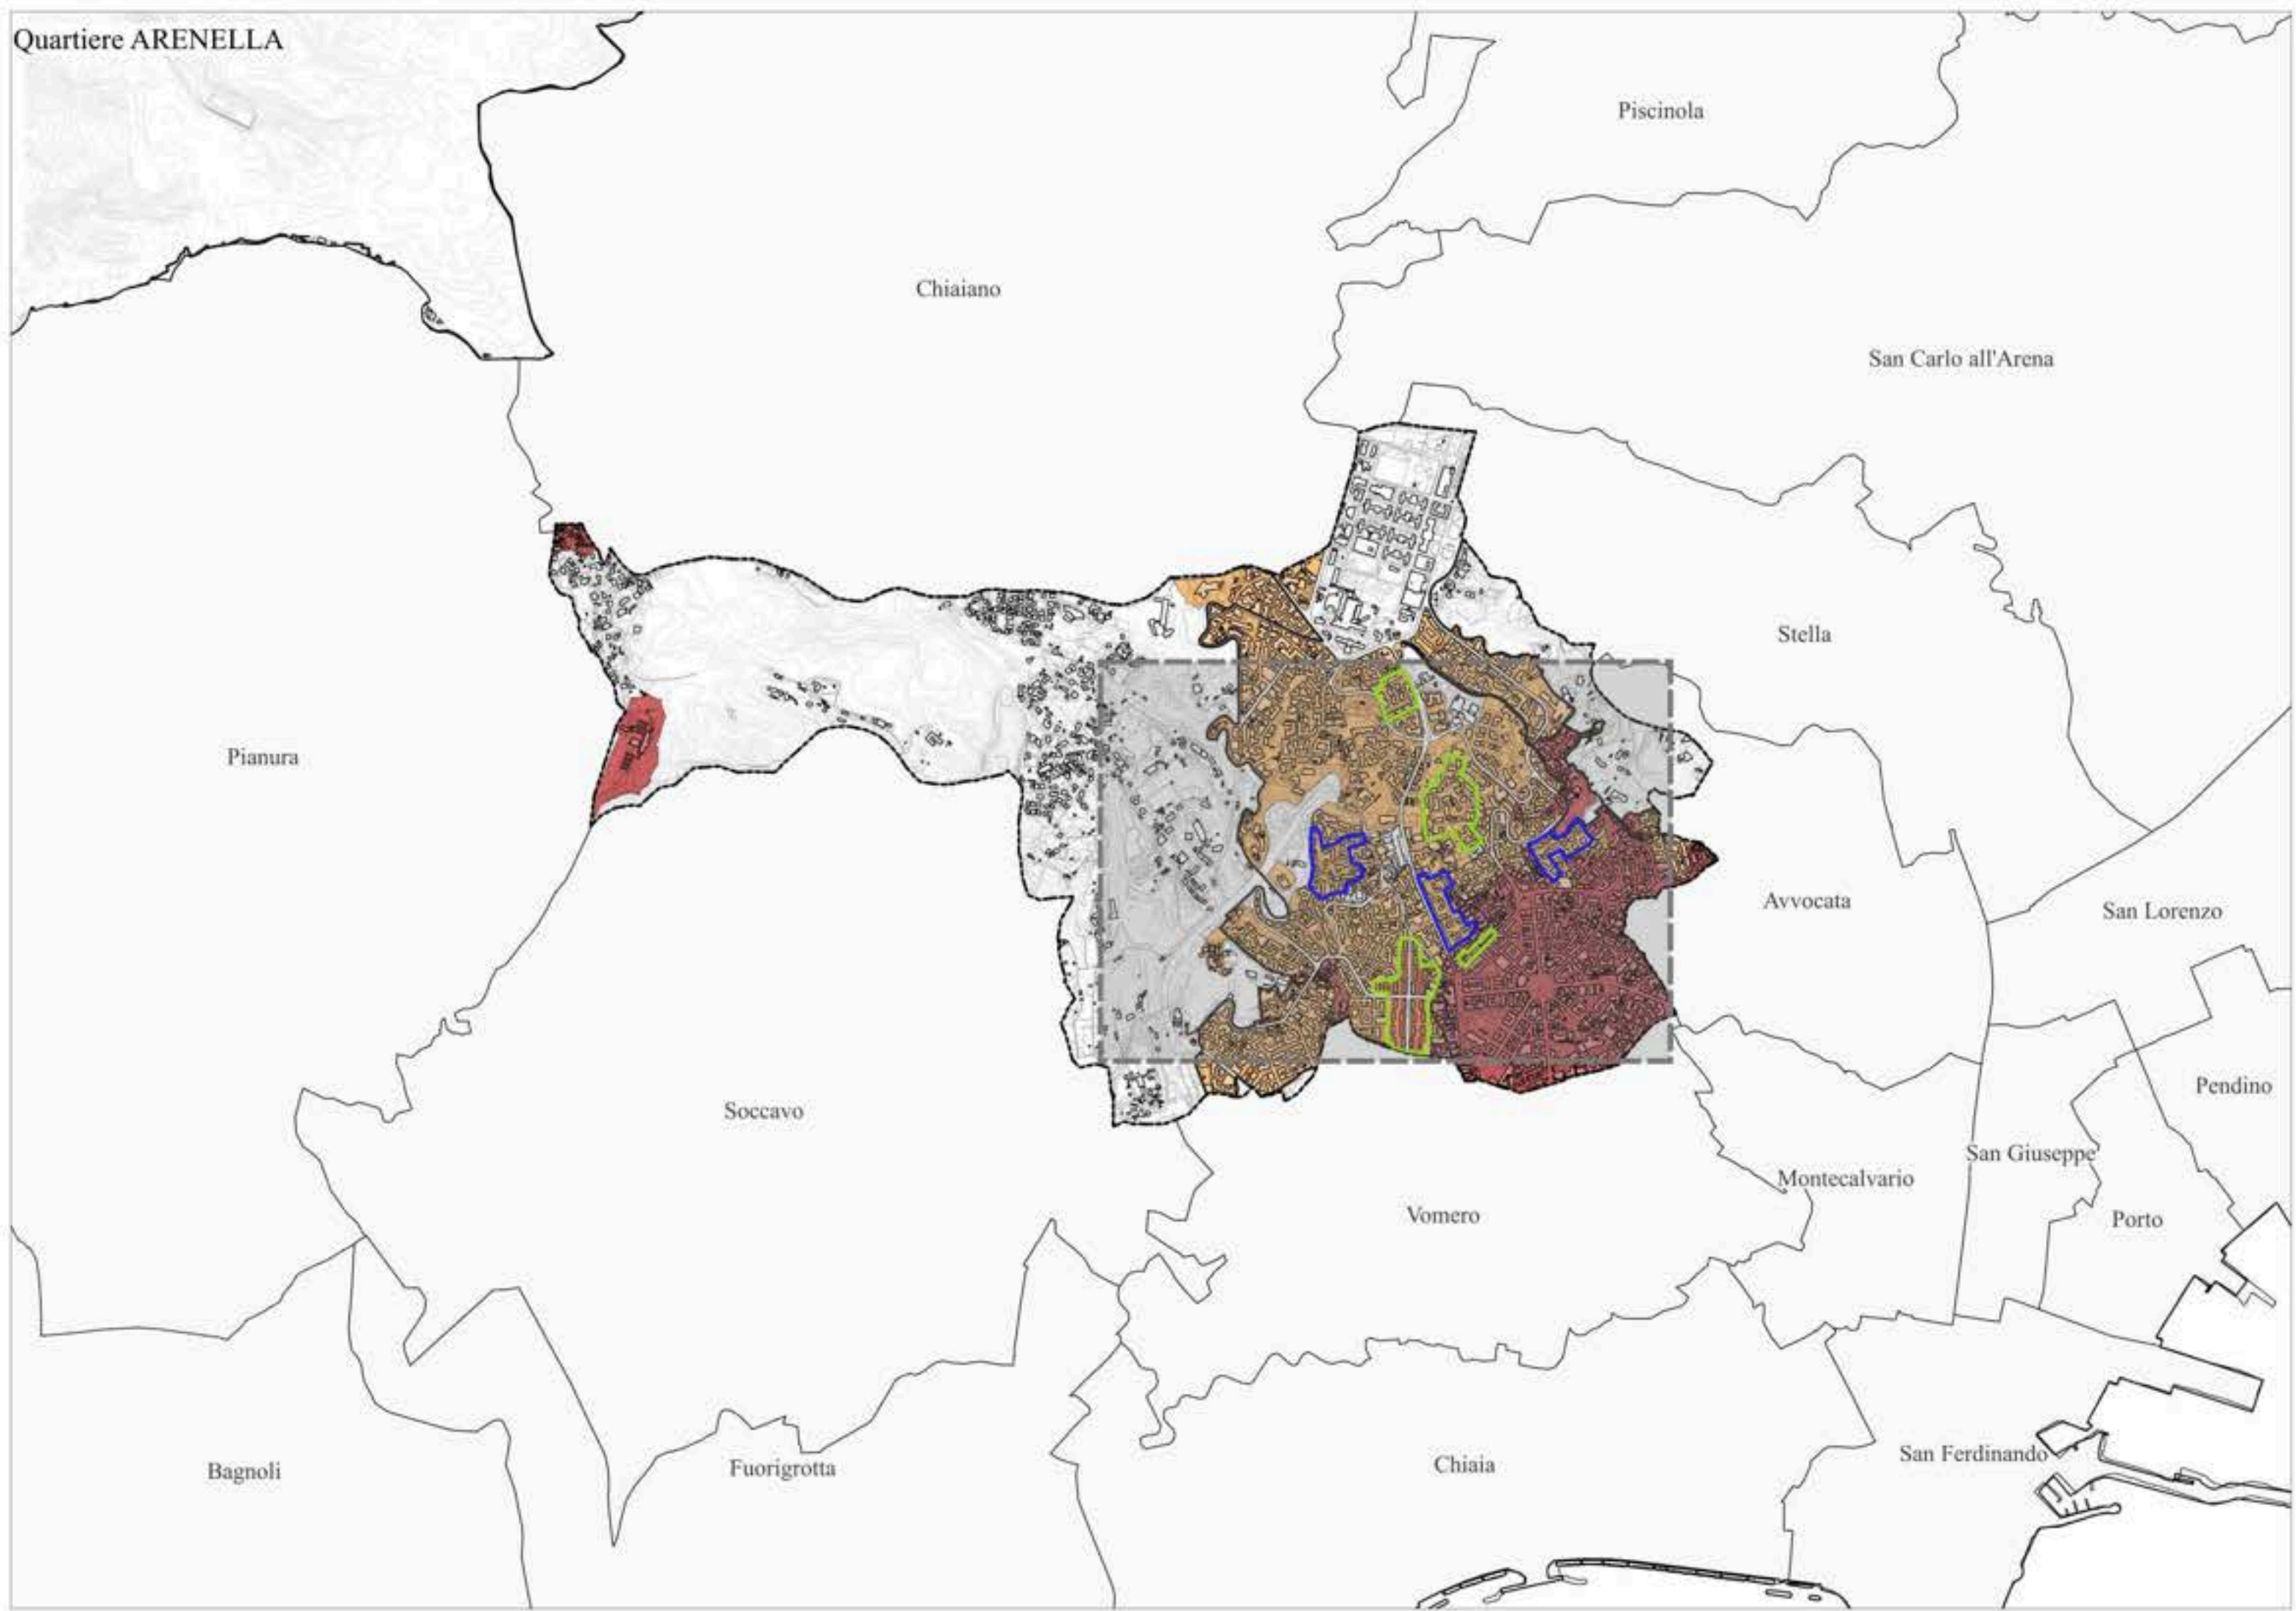 Quartiere ARENELLA
Piscinola
Chiaiano
San Carlo all'Arena
Stella
Pianura
Avvocata
San Lorenzo
Pendino
Soccavo
San Giuseppe
Montecalvario
Vomero
Porto
San Ferdinando
Chiaia
Fuorigrotta
Bagnoli